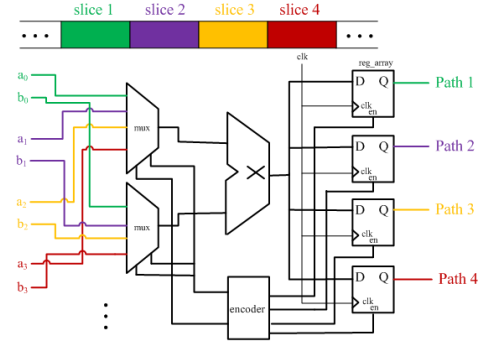 slice 1 slice 2 slice 3 slice 4
... ...
clk reg_array
a₀
b₀
a₁
b₁
a₂
b₂
a₃
b₃
mux
mux
X
encoder
D Q
clk
en
Path 1
D Q
clk
en
Path 2
D Q
clk
en
Path 3
D Q
clk
en
Path 4